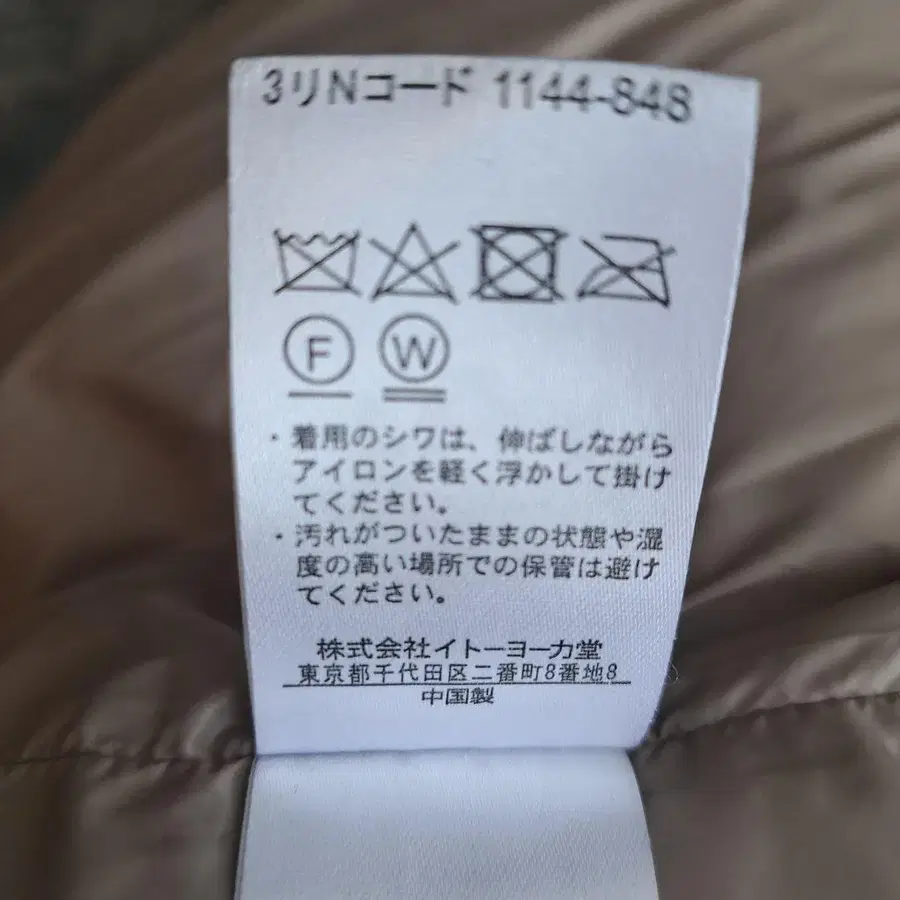 3リNコード 1144-848
F W
・着用のシワは、伸ばしながら
アイロンを軽く浮かして掛け
てください。
・汚れがついたままの状態や湿
度の高い場所での保管は避け
てください。
株式会社イトーヨーカ堂
東京都千代田区二番町8番地8
中国製